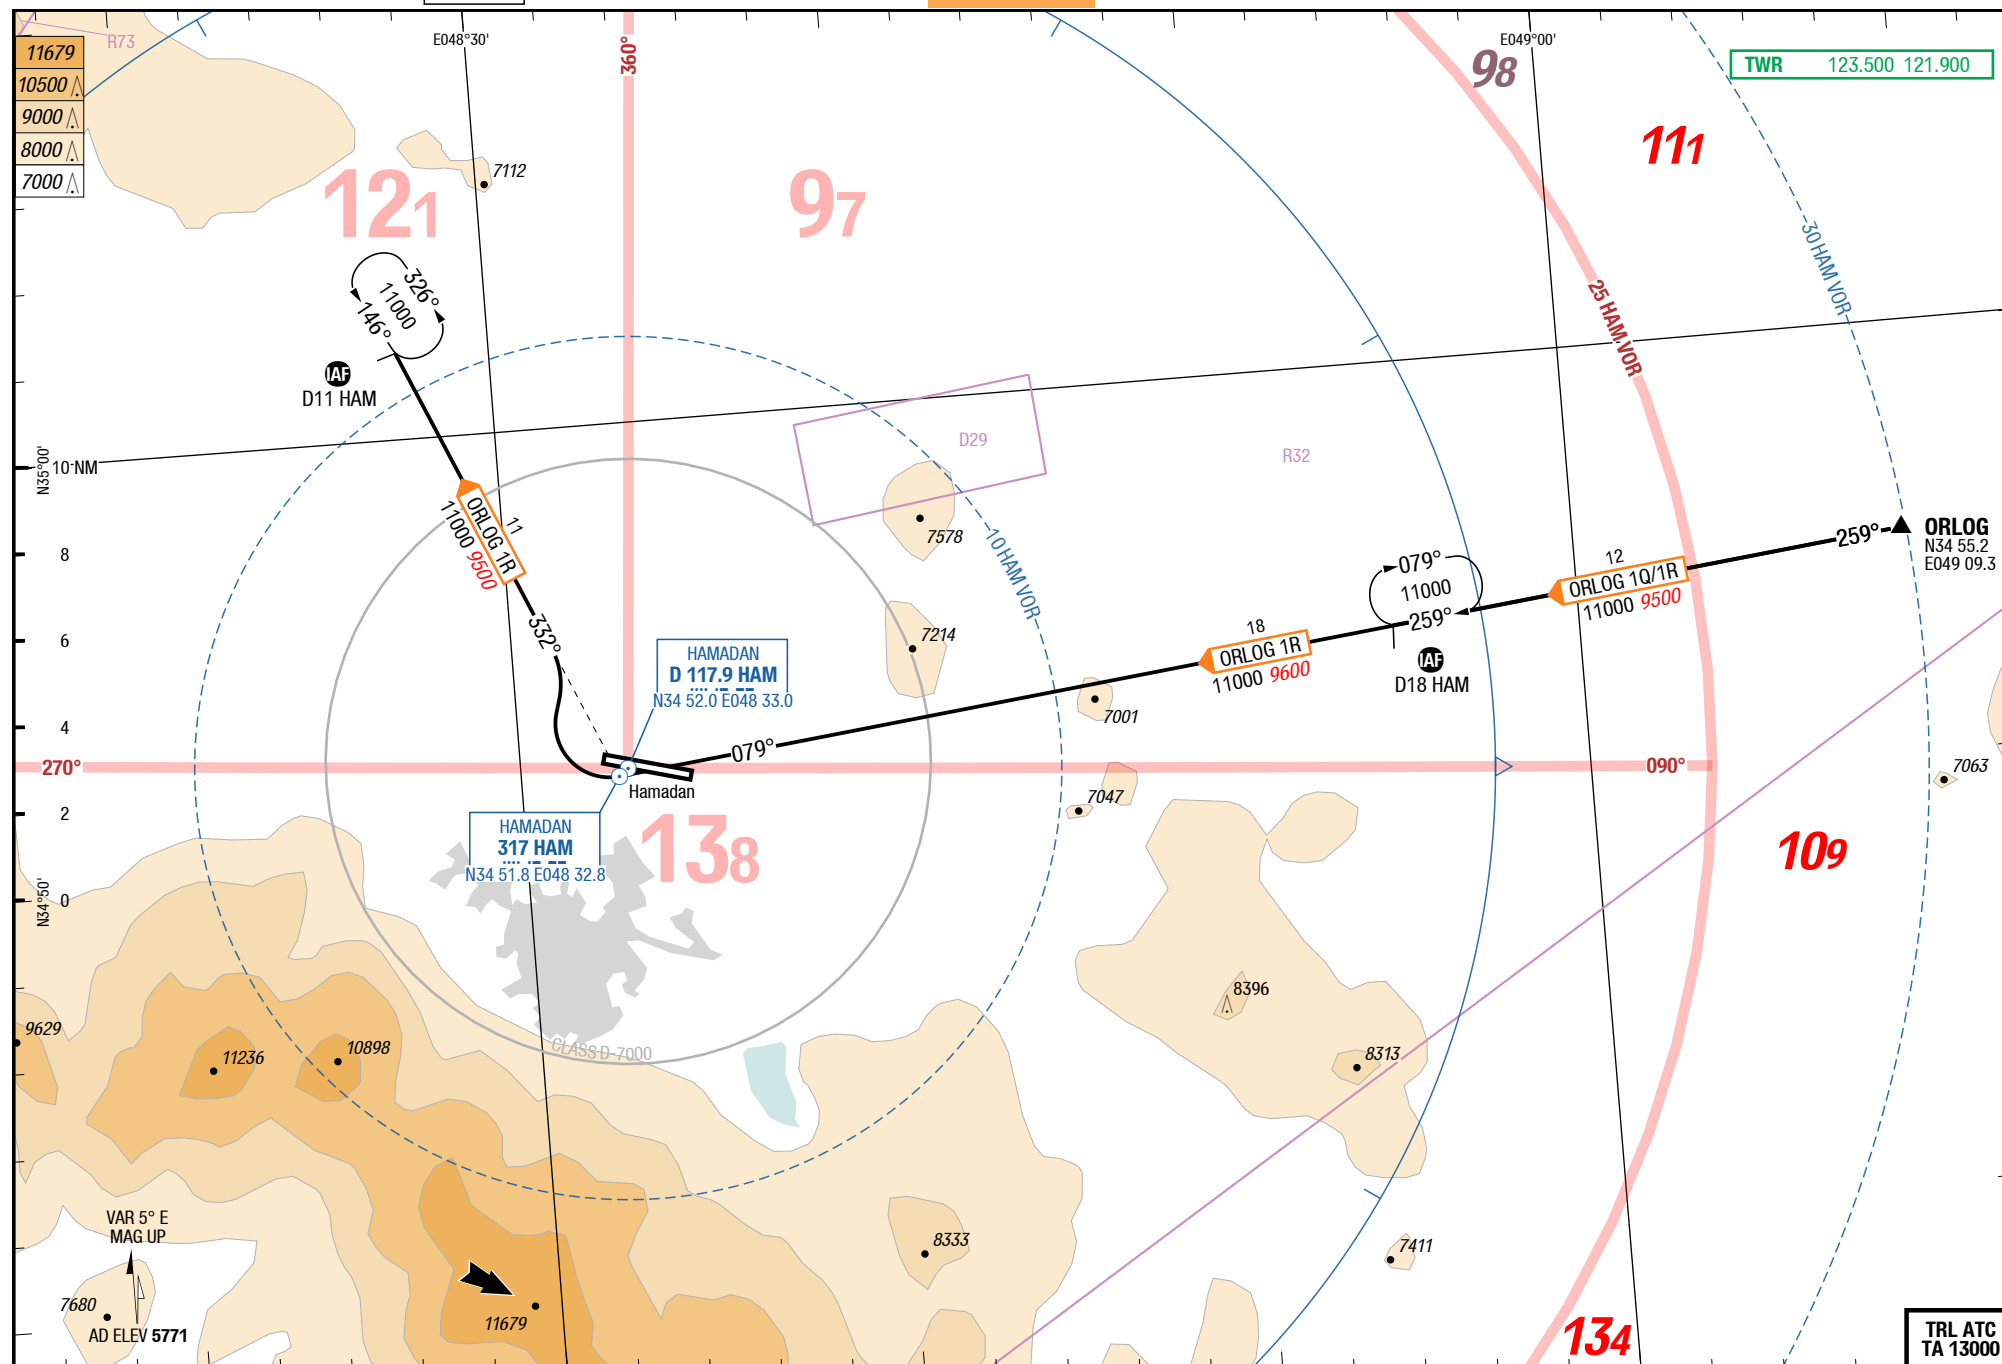 R73
E048°30'
360°
E049°00'
98
TWR 123.500 121.900
11679
10500
9000
8000
7000
111
7112
121
97
30 HAM VOR
326°
11000
146°
25 HAM VOR
IAF
D11 HAM
D29
R32
N35°00'
10 NM
11
ORLOG 1R
11000 9500
7578
10 HAM VOR
259°
ORLOG
N34 55.2
E049 09.3
8
079°
11000
259°
12
ORLOG 1Q/1R
11000 9500
332°
6
7214
18
ORLOG 1R
11000 9600
IAF
D18 HAM
HAMADAN
D 117.9 HAM
N34 52.0 E048 33.0
7001
4
079°
270°
090°
7063
Hamadan
7047
2
HAMADAN
317 HAM
N34 51.8 E048 32.8
138
109
N34°50'
0
8396
9629
11236
10898
CLASS D-7000
8313
VAR 5° E
MAG UP
8333
7411
7680
AD ELEV 5771
11679
134
TRL ATC
TA 13000